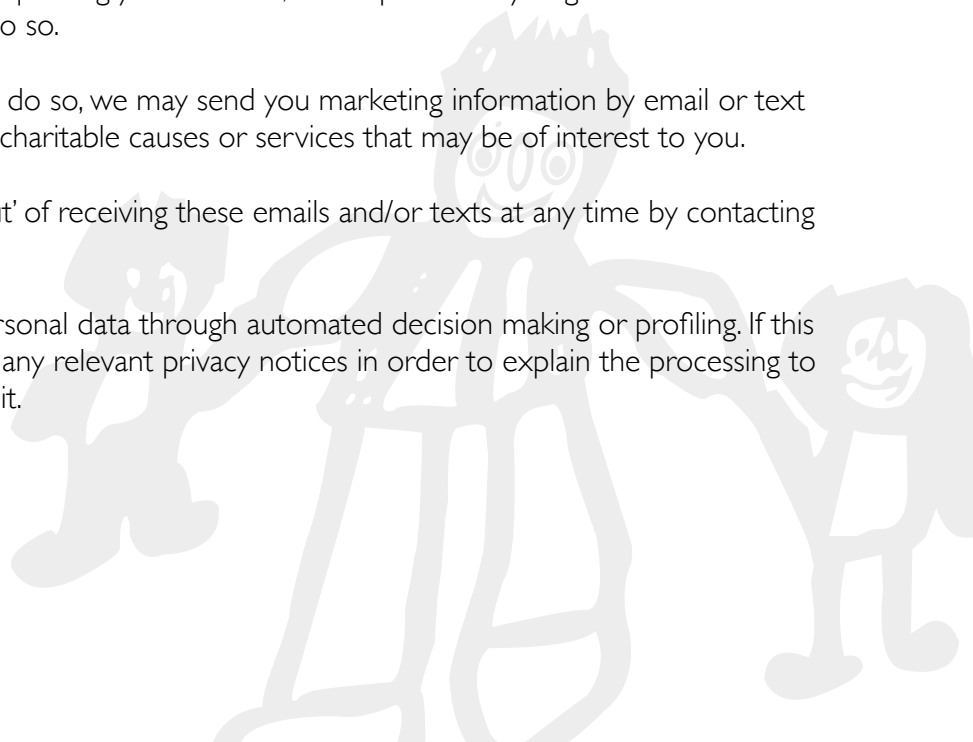 o so.
do so, we may send you marketing information by email or text
charitable causes or services that may be of interest to you.
t’ of receiving these emails and/or texts at any time by contacting
rsonal data through automated decision making or profiling. If this
any relevant privacy notices in order to explain the processing to
it.